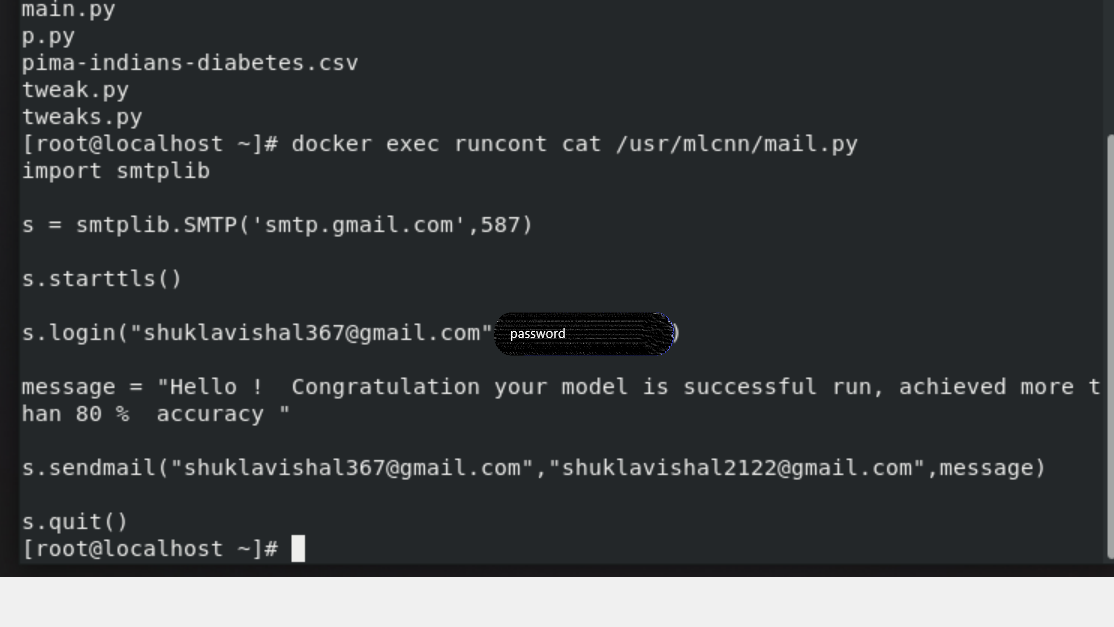 main.py
p.py
pima-indians-diabetes.csv
tweak.py
tweaks.py
[root@localhost ~]# docker exec runcont cat /usr/mlcnn/mail.py
import smtplib
s = smtplib.SMTP('smtp.gmail.com',587)
s.starttls()
s.login("shuklavishal367@gmail.com" password )
message = "Hello !  Congratulation your model is successful run, achieved more t
han 80 %  accuracy "
s.sendmail("shuklavishal367@gmail.com","shuklavishal2122@gmail.com",message)
s.quit()
[root@localhost ~]#